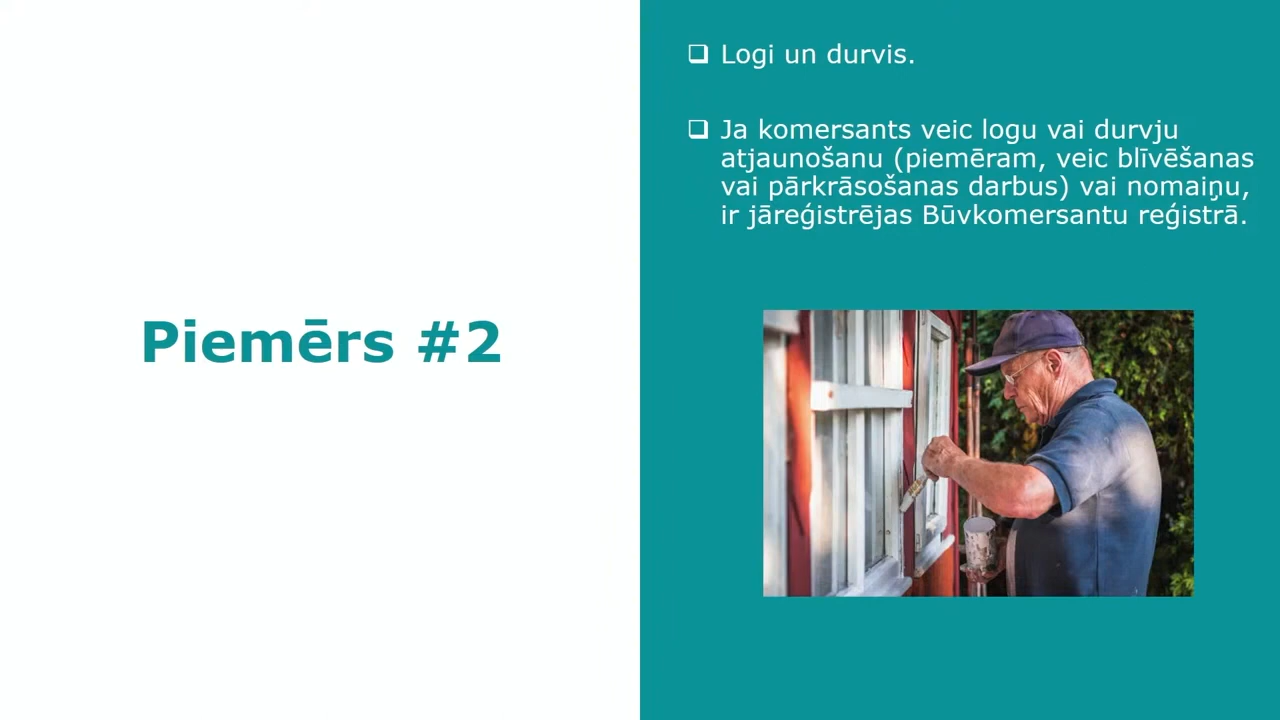 Piemērs #2
Logi un durvis.
Ja komersants veic logu vai durvju
atjaunošanu (piemēram, veic blīvēšanas
vai pārkrāsošanas darbus) vai nomaiņu,
ir jāreģistrējas Būvkomersantu reģistrā.